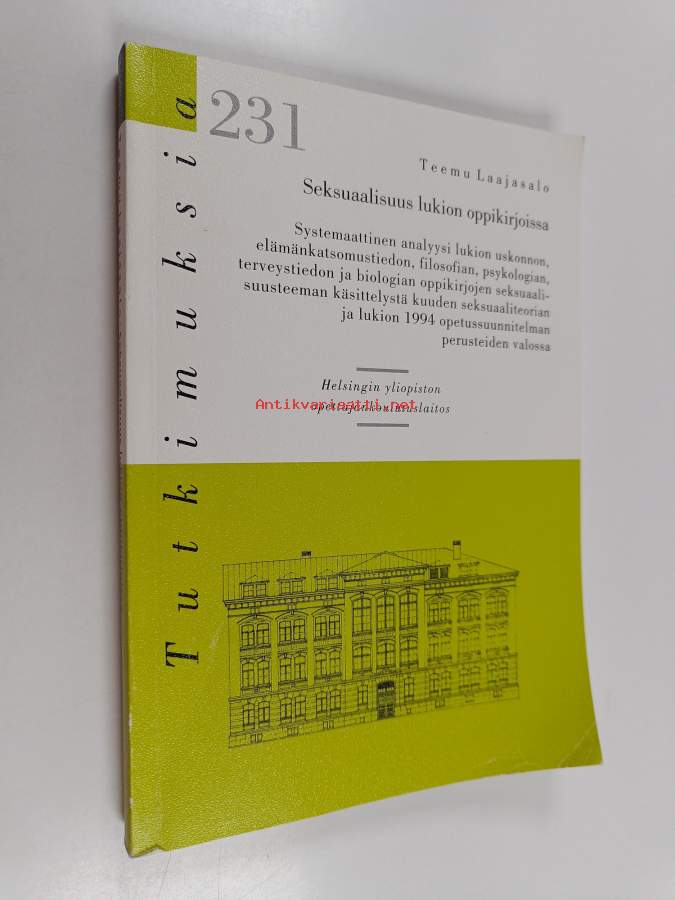 Tutkimuksia
231
Teemu Laajasalo
Seksuaalisuus lukion oppikirjoissa
Systemaattinen analyysi lukion uskonnon,
elämänkatsomustiedon, filosofian, psykologian,
terveystiedon ja biologian oppikirjojen seksuaali-
suusteeman käsittelystä kuuden seksuaaliteorian
ja lukion 1994 opetussuunnitelman
perusteiden valossa
Helsingin yliopiston
Antikvariaatti.net
opettajankoulutuslaitos